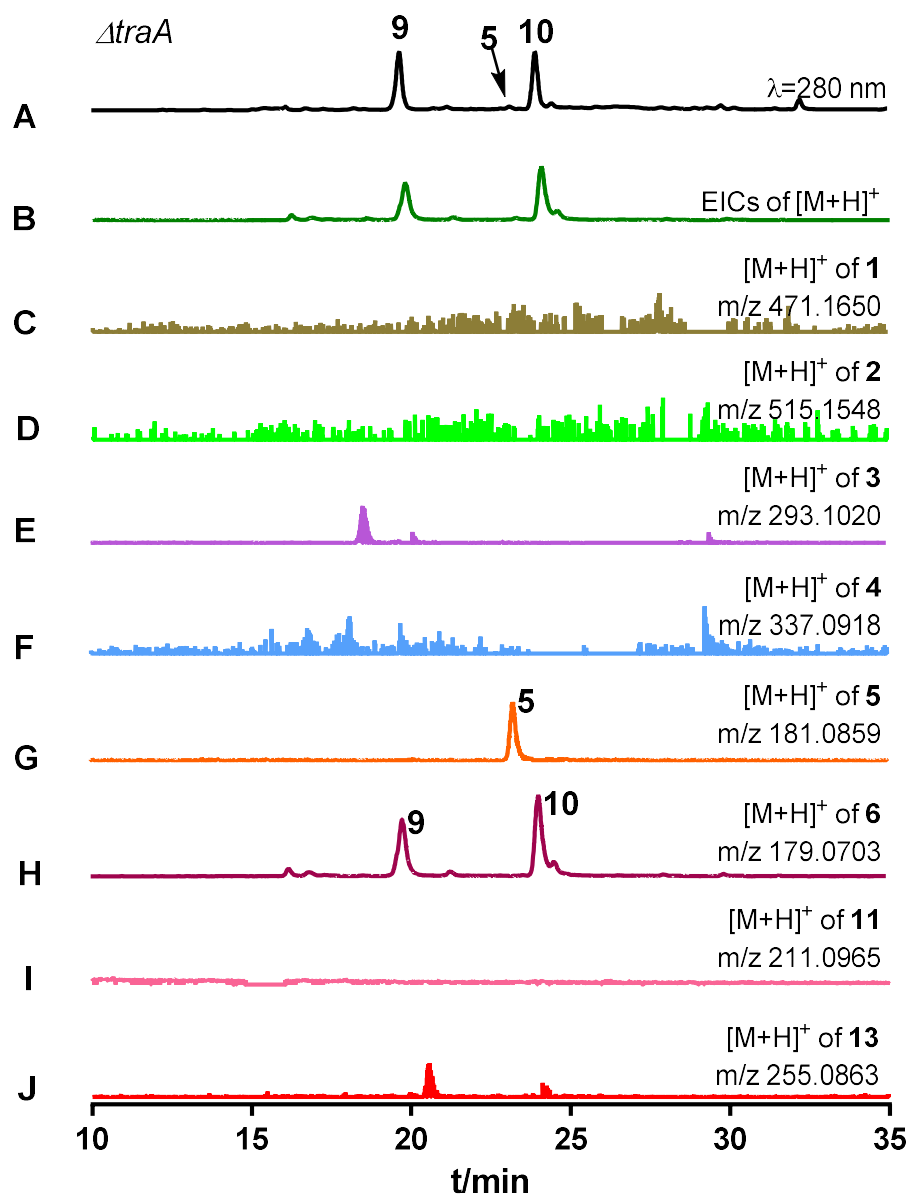 ΔtraA
9
5
10
λ=280 nm
A
EICs of [M+H]+
B
[M+H]+ of 1
m/z 471.1650
C
[M+H]+ of 2
m/z 515.1548
D
[M+H]+ of 3
m/z 293.1020
E
[M+H]+ of 4
m/z 337.0918
F
5
[M+H]+ of 5
m/z 181.0859
G
9
10
[M+H]+ of 6
m/z 179.0703
H
[M+H]+ of 11
m/z 211.0965
I
[M+H]+ of 13
m/z 255.0863
J
10 15 20 25 30 35
t/min